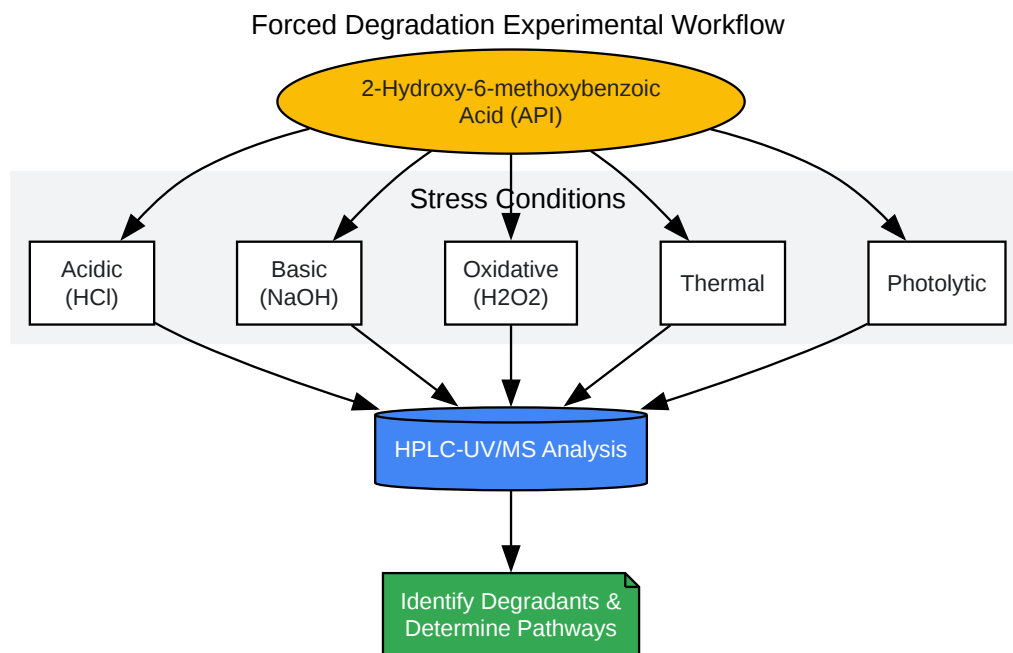 Forced Degradation Experimental Workflow
2-Hydroxy-6-methoxybenzoic
Acid (API)
Stress Conditions
Acidic
(HCl)
Basic
(NaOH)
Oxidative
(H2O2)
Thermal
Photolytic
HPLC-UV/MS Analysis
Identify Degradants &
Determine Pathways